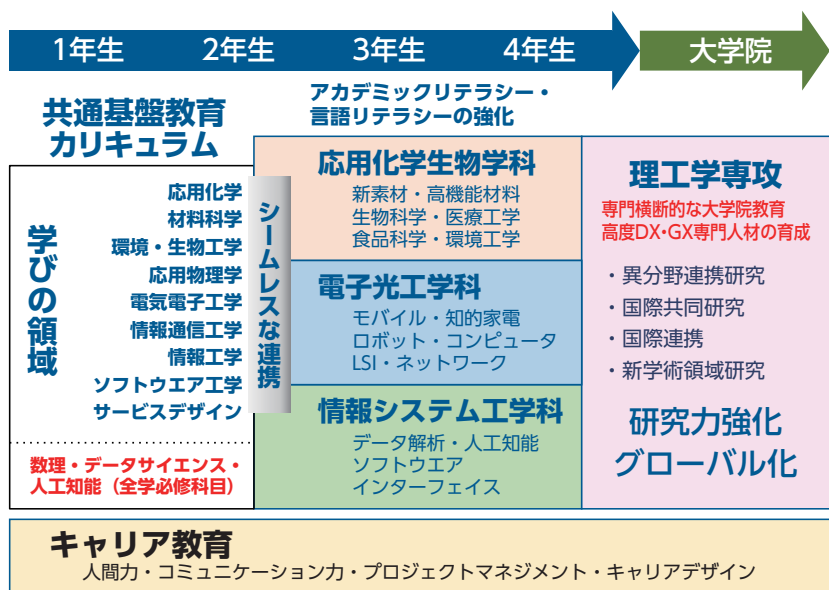 1年生 2年生 3年生 4年生 大学院
共通基盤教育
カリキュラム
アカデミックリテラシー・
言語リテラシーの強化
学びの領域
応用化学
材料科学
環境・生物工学
応用物理学
電気電子工学
情報通信工学
情報工学
ソフトウエア工学
サービスデザイン
数理・データサイエンス・
人工知能（全学必修科目）
シームレスな連携
応用化学生物学科
新素材・高機能材料
生物科学・医療工学
食品科学・環境工学
電子光工学科
モバイル・知的家電
ロボット・コンピュータ
LSI・ネットワーク
情報システム工学科
データ解析・人工知能
ソフトウエア
インターフェイス
理工学専攻
専門横断的な大学院教育
高度DX・GX専門人材の育成
・異分野連携研究
・国際共同研究
・国際連携
・新学術領域研究
研究力強化
グローバル化
キャリア教育
人間力・コミュニケーション力・プロジェクトマネジメント・キャリアデザイン